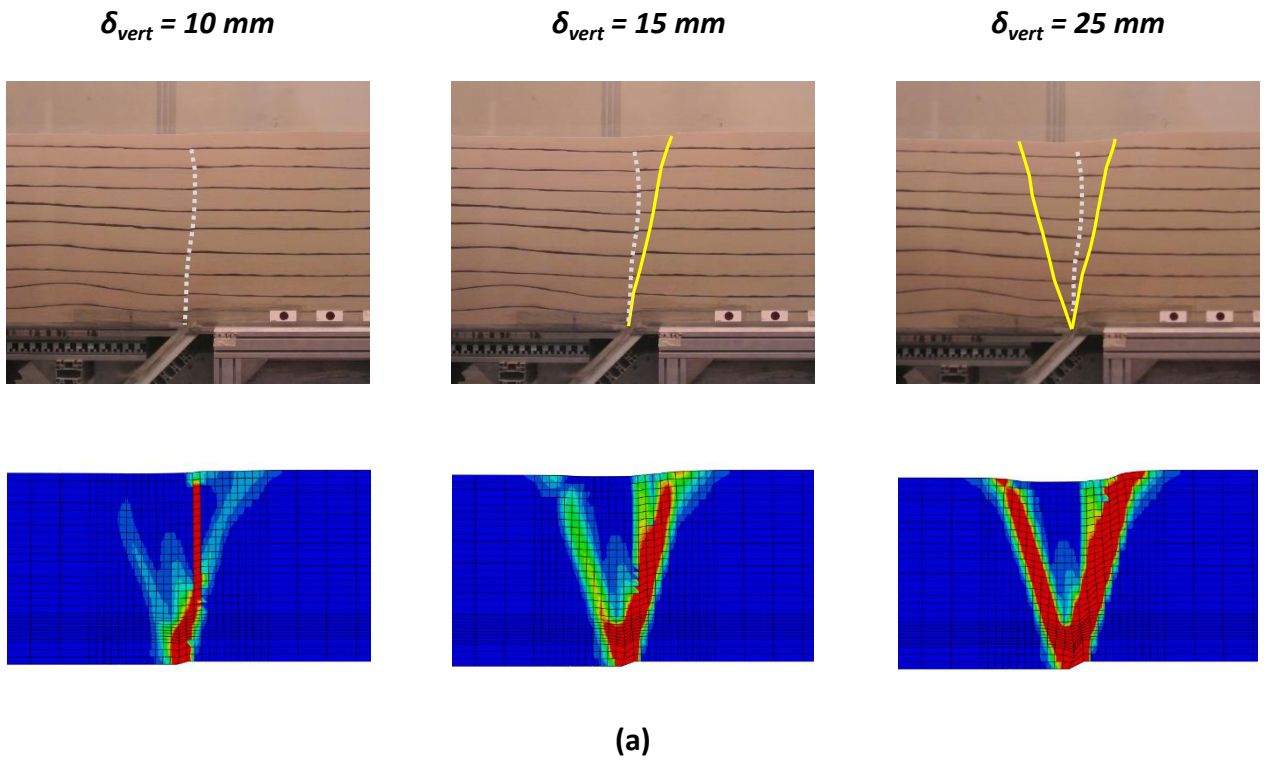 δvert = 10 mm
δvert = 15 mm
δvert = 25 mm
(a)